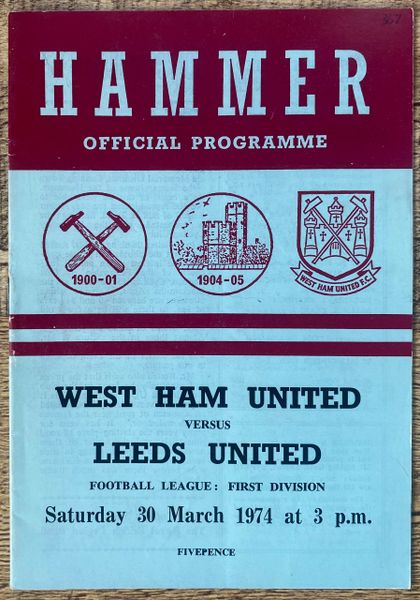 367
HAMMER
OFFICIAL PROGRAMME
1900-01
1904-05
WEST HAM UNITED F.C.
WEST HAM UNITED
VERSUS
LEEDS UNITED
FOOTBALL LEAGUE: FIRST DIVISION
Saturday 30 March 1974 at 3 p.m.
FIVEPENCE